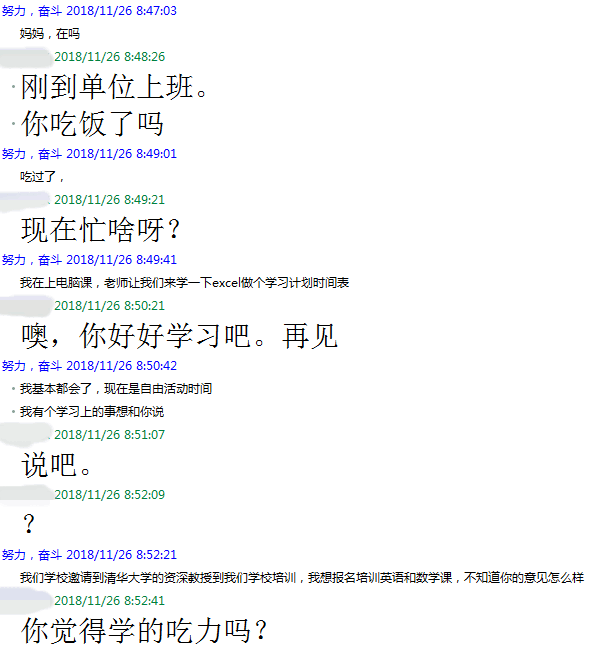 努力，奋斗 2018/11/26 8:47:03
妈妈，在吗
2018/11/26 8:48:26
刚到单位上班。
你吃饭了吗
努力，奋斗 2018/11/26 8:49:01
吃过了，
2018/11/26 8:49:21
现在忙啥呀？
努力，奋斗 2018/11/26 8:49:41
我在上电脑课，老师让我们来学一下excel做个学习计划时间表
2018/11/26 8:50:21
噢，你好好学习吧。再见
努力，奋斗 2018/11/26 8:50:42
我基本都会了，现在是自由活动时间
我有个学习上的事想和你说
2018/11/26 8:51:07
说吧。
2018/11/26 8:52:09
？
努力，奋斗 2018/11/26 8:52:21
我们学校邀请到清华大学的资深教授到我们学校培训，我想报名培训英语和数学课，不知道你的意见怎么样
2018/11/26 8:52:41
你觉得学的吃力吗？